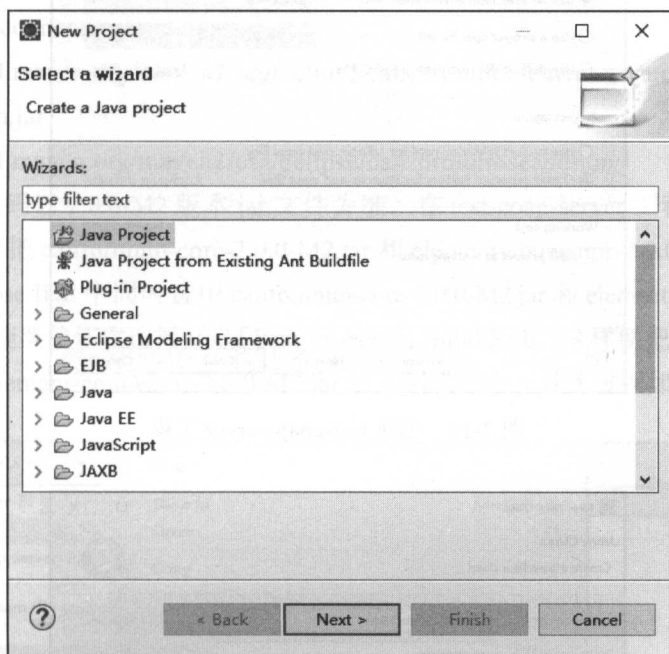 New Project
Select a wizard
Create a Java project
Wizards:
type filter text
Java Project
Java Project from Existing Ant Buildfile
Plug-in Project
General
Eclipse Modeling Framework
EJB
Java
Java EE
JavaScript
JAXB
< Back
Next >
Finish
Cancel